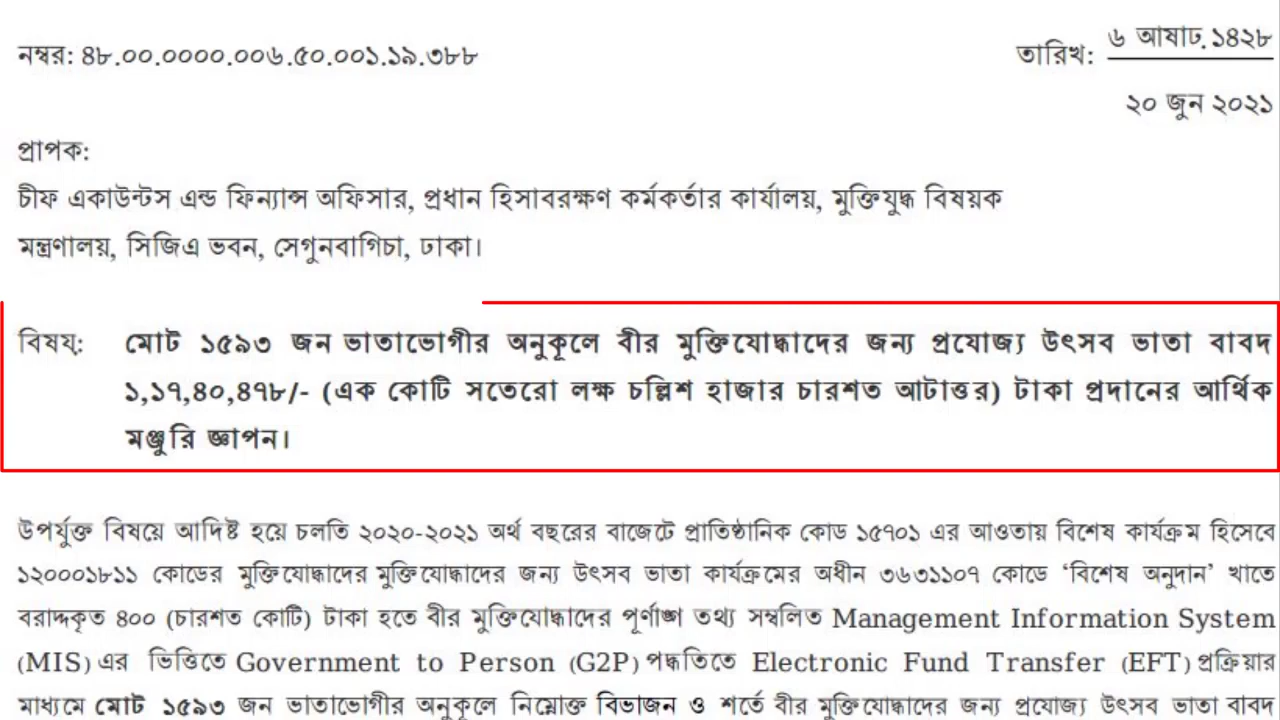 নম্বর: ৪৮.০০.০০০০.০০৬.৫০.০০১.১৯.৩৮৮
তারিখ: ৬ আষাঢ়.১৪২৮
২০ জুন ২০২১
প্রাপক:
চীফ একাউন্টস এন্ড ফিন্যান্স অফিসার, প্রধান হিসাবরক্ষণ কর্মকর্তার কার্যালয়, মুক্তিযুদ্ধ বিষয়ক
মন্ত্রণালয়, সিজিএ ভবন, সেগুনবাগিচা, ঢাকা।
বিষয়: মোট ১৫৯৩ জন ভাতাভোগীর অনুকূলে বীর মুক্তিযোদ্ধাদের জন্য প্রযোজ্য উৎসব ভাতা বাবদ
১,১৭,৪০,৪৭৮/- (এক কোটি সতেরো লক্ষ চল্লিশ হাজার চারশত আটাত্তর) টাকা প্রদানের আর্থিক
মঞ্জুরি জ্ঞাপন।
উপর্যুক্ত বিষয়ে আদিষ্ট হয়ে চলতি ২০২০-২০২১ অর্থ বছরের বাজেটে প্রাতিষ্ঠানিক কোড ১৫৭০১ এর আওতায় বিশেষ কার্যক্রম হিসেবে
১২০০০১৮১১ কোডের মুক্তিযোদ্ধাদের মুক্তিযোদ্ধাদের জন্য উৎসব ভাতা কার্যক্রমের অধীন ৩৬৩১১০৭ কোডে ‘বিশেষ অনুদান’ খাতে
বরাদ্দকৃত ৪০০ (চারশত কোটি) টাকা হতে বীর মুক্তিযোদ্ধাদের পূর্ণাঙ্গ তথ্য সম্বলিত Management Information System
(MIS) এর ভিত্তিতে Government to Person (G2P) পদ্ধতিতে Electronic Fund Transfer (EFT) প্রক্রিয়ার
মাধ্যমে মোট ১৫৯৩ জন ভাতাভোগীর অনুকূলে নিম্নোক্ত বিভাজন ও শর্তে বীর মুক্তিযোদ্ধাদের জন্য প্রযোজ্য উৎসব ভাতা বাবদ